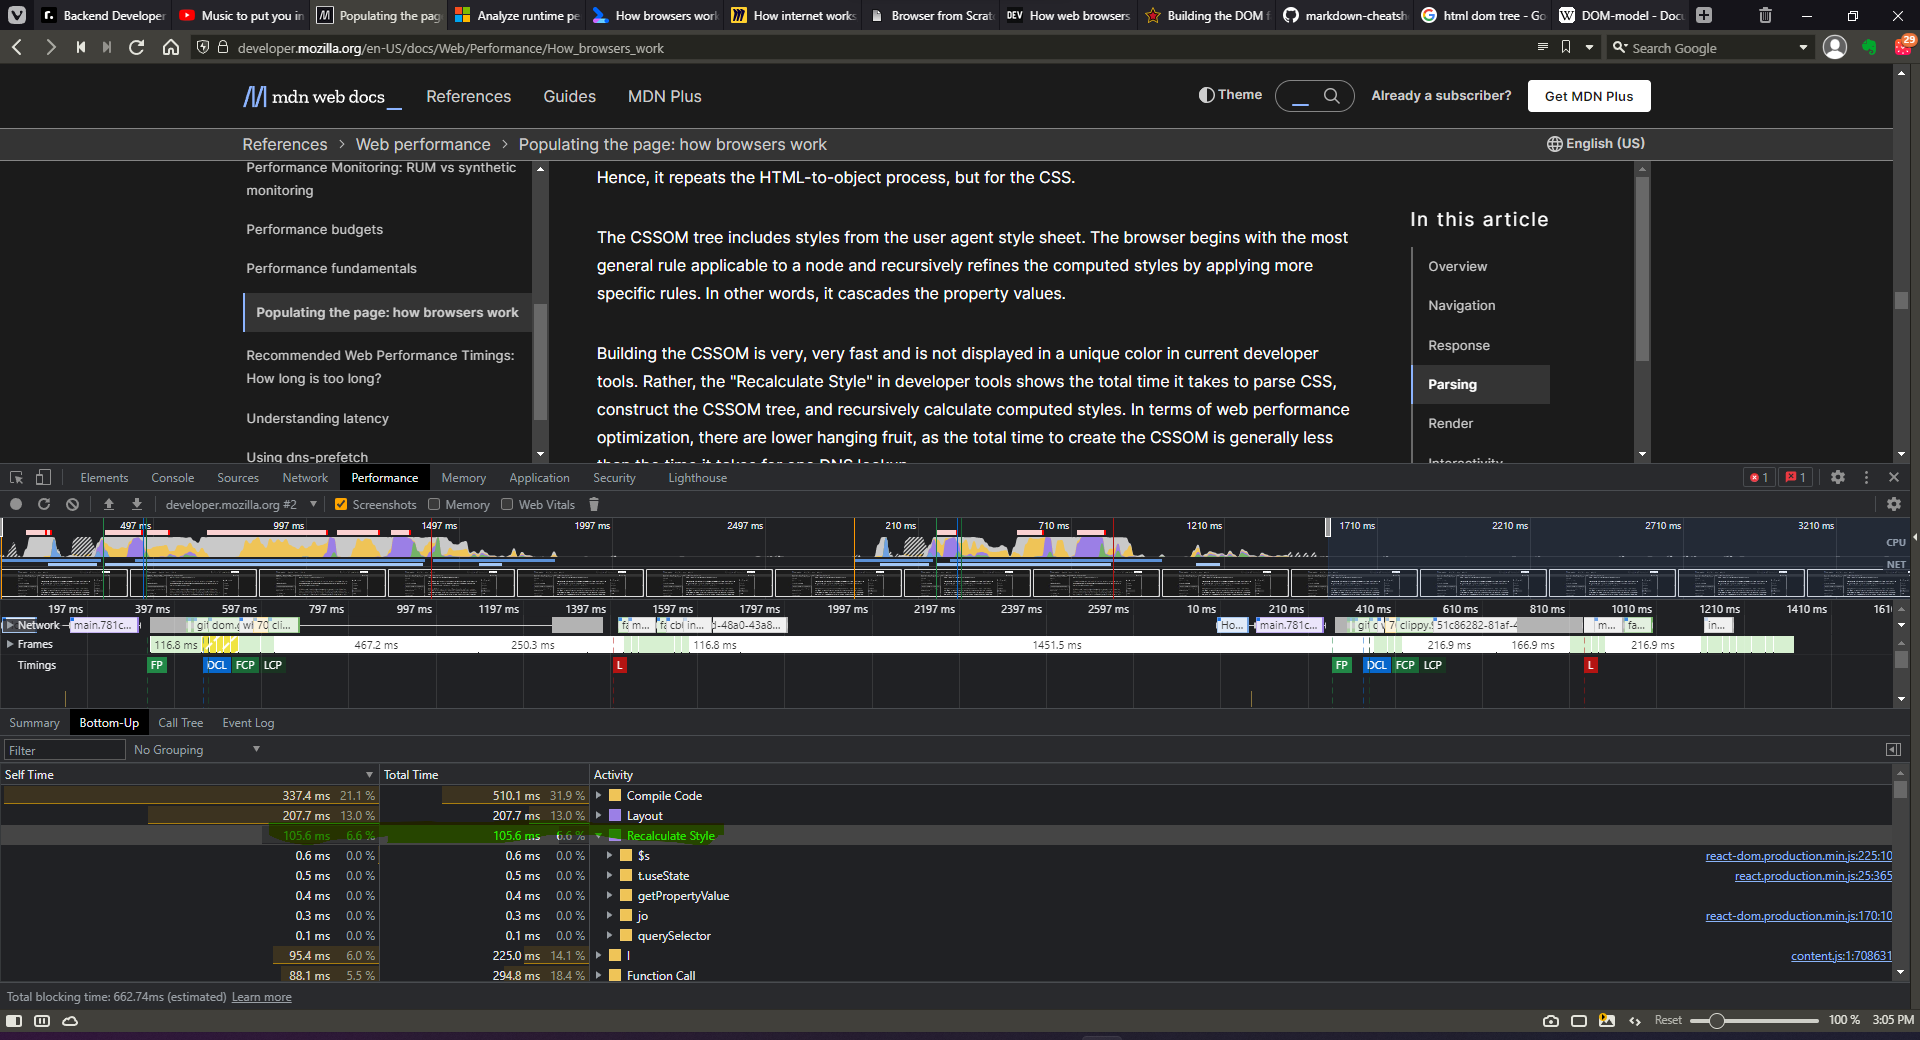 Backend Developer
Music to put you in
Populating the page
Analyze runtime pe
How browsers work
How internet works
Browser from Scrat
DEV How web browsers
Building the DOM f
markdown-cheatsh
html dom tree - Go
W DOM-model - Docu
developer.mozilla.org/en-US/docs/Web/Performance/How_browsers_work
Search Google
29
mdn web docs_
References
Guides
MDN Plus
Theme
Already a subscriber?
Get MDN Plus
References > Web performance > Populating the page: how browsers work
English (US)
Performance Monitoring: RUM vs synthetic
monitoring
Performance budgets
Performance fundamentals
Populating the page: how browsers work
Recommended Web Performance Timings:
How long is too long?
Understanding latency
Using dns-prefetch
Hence, it repeats the HTML-to-object process, but for the CSS.
The CSSOM tree includes styles from the user agent style sheet. The browser begins with the most
general rule applicable to a node and recursively refines the computed styles by applying more
specific rules. In other words, it cascades the property values.
Building the CSSOM is very, very fast and is not displayed in a unique color in current developer
tools. Rather, the "Recalculate Style" in developer tools shows the total time it takes to parse CSS,
construct the CSSOM tree, and recursively calculate computed styles. In terms of web performance
optimization, there are lower hanging fruit, as the total time to create the CSSOM is generally less
than the time it takes for one DNS lookup.
In this article
Overview
Navigation
Response
Parsing
Render
Interactivity
Elements Console Sources Network Performance Memory Application Security Lighthouse
1 1
developer.mozilla.org #2 Screenshots Memory Web Vitals
497 ms 997 ms 1497 ms 1997 ms 2497 ms 210 ms 710 ms 1210 ms 1710 ms 2210 ms 2710 ms 3210 ms
CPU
NET
197 ms 397 ms 597 ms 797 ms 997 ms 1197 ms 1397 ms 1597 ms 1797 ms 1997 ms 2197 ms 2397 ms 2597 ms 10 ms 210 ms 410 ms 610 ms 810 ms 1010 ms 1210 ms 1410 ms 161
Network main.781c... cli... m... in... d-48a0-43a8... Ho... main.781c... clippy. 51c86282-81af-4 m... fa... in...
Frames 116.8 ms 467.2 ms 250.3 ms 116.8 ms 1451.5 ms 216.9 ms 166.9 ms 216.9 ms
Timings FP DCL FCP LCP L FP DCL FCP LCP L
Summary Bottom-Up Call Tree Event Log
Filter No Grouping
Self Time Total Time Activity
337.4 ms 21.1 % 510.1 ms 31.9 % Compile Code
207.7 ms 13.0 % 207.7 ms 13.0 % Layout
105.6 ms 6.6 % 105.6 ms 6.6 % Recalculate Style
0.6 ms 0.0 % 0.6 ms 0.0 % $s react-dom.production.min.js:225:10
0.5 ms 0.0 % 0.5 ms 0.0 % t.useState react.production.min.js:25:365
0.4 ms 0.0 % 0.4 ms 0.0 % getPropertyValue
0.3 ms 0.0 % 0.3 ms 0.0 % jo react-dom.production.min.js:170:10
0.1 ms 0.0 % 0.1 ms 0.0 % querySelector
95.4 ms 6.0 % 225.0 ms 14.1 % l content.js:1:708631
88.1 ms 5.5 % 294.8 ms 18.4 % Function Call
Total blocking time: 662.74ms (estimated) Learn more
Reset 100 % 3:05 PM